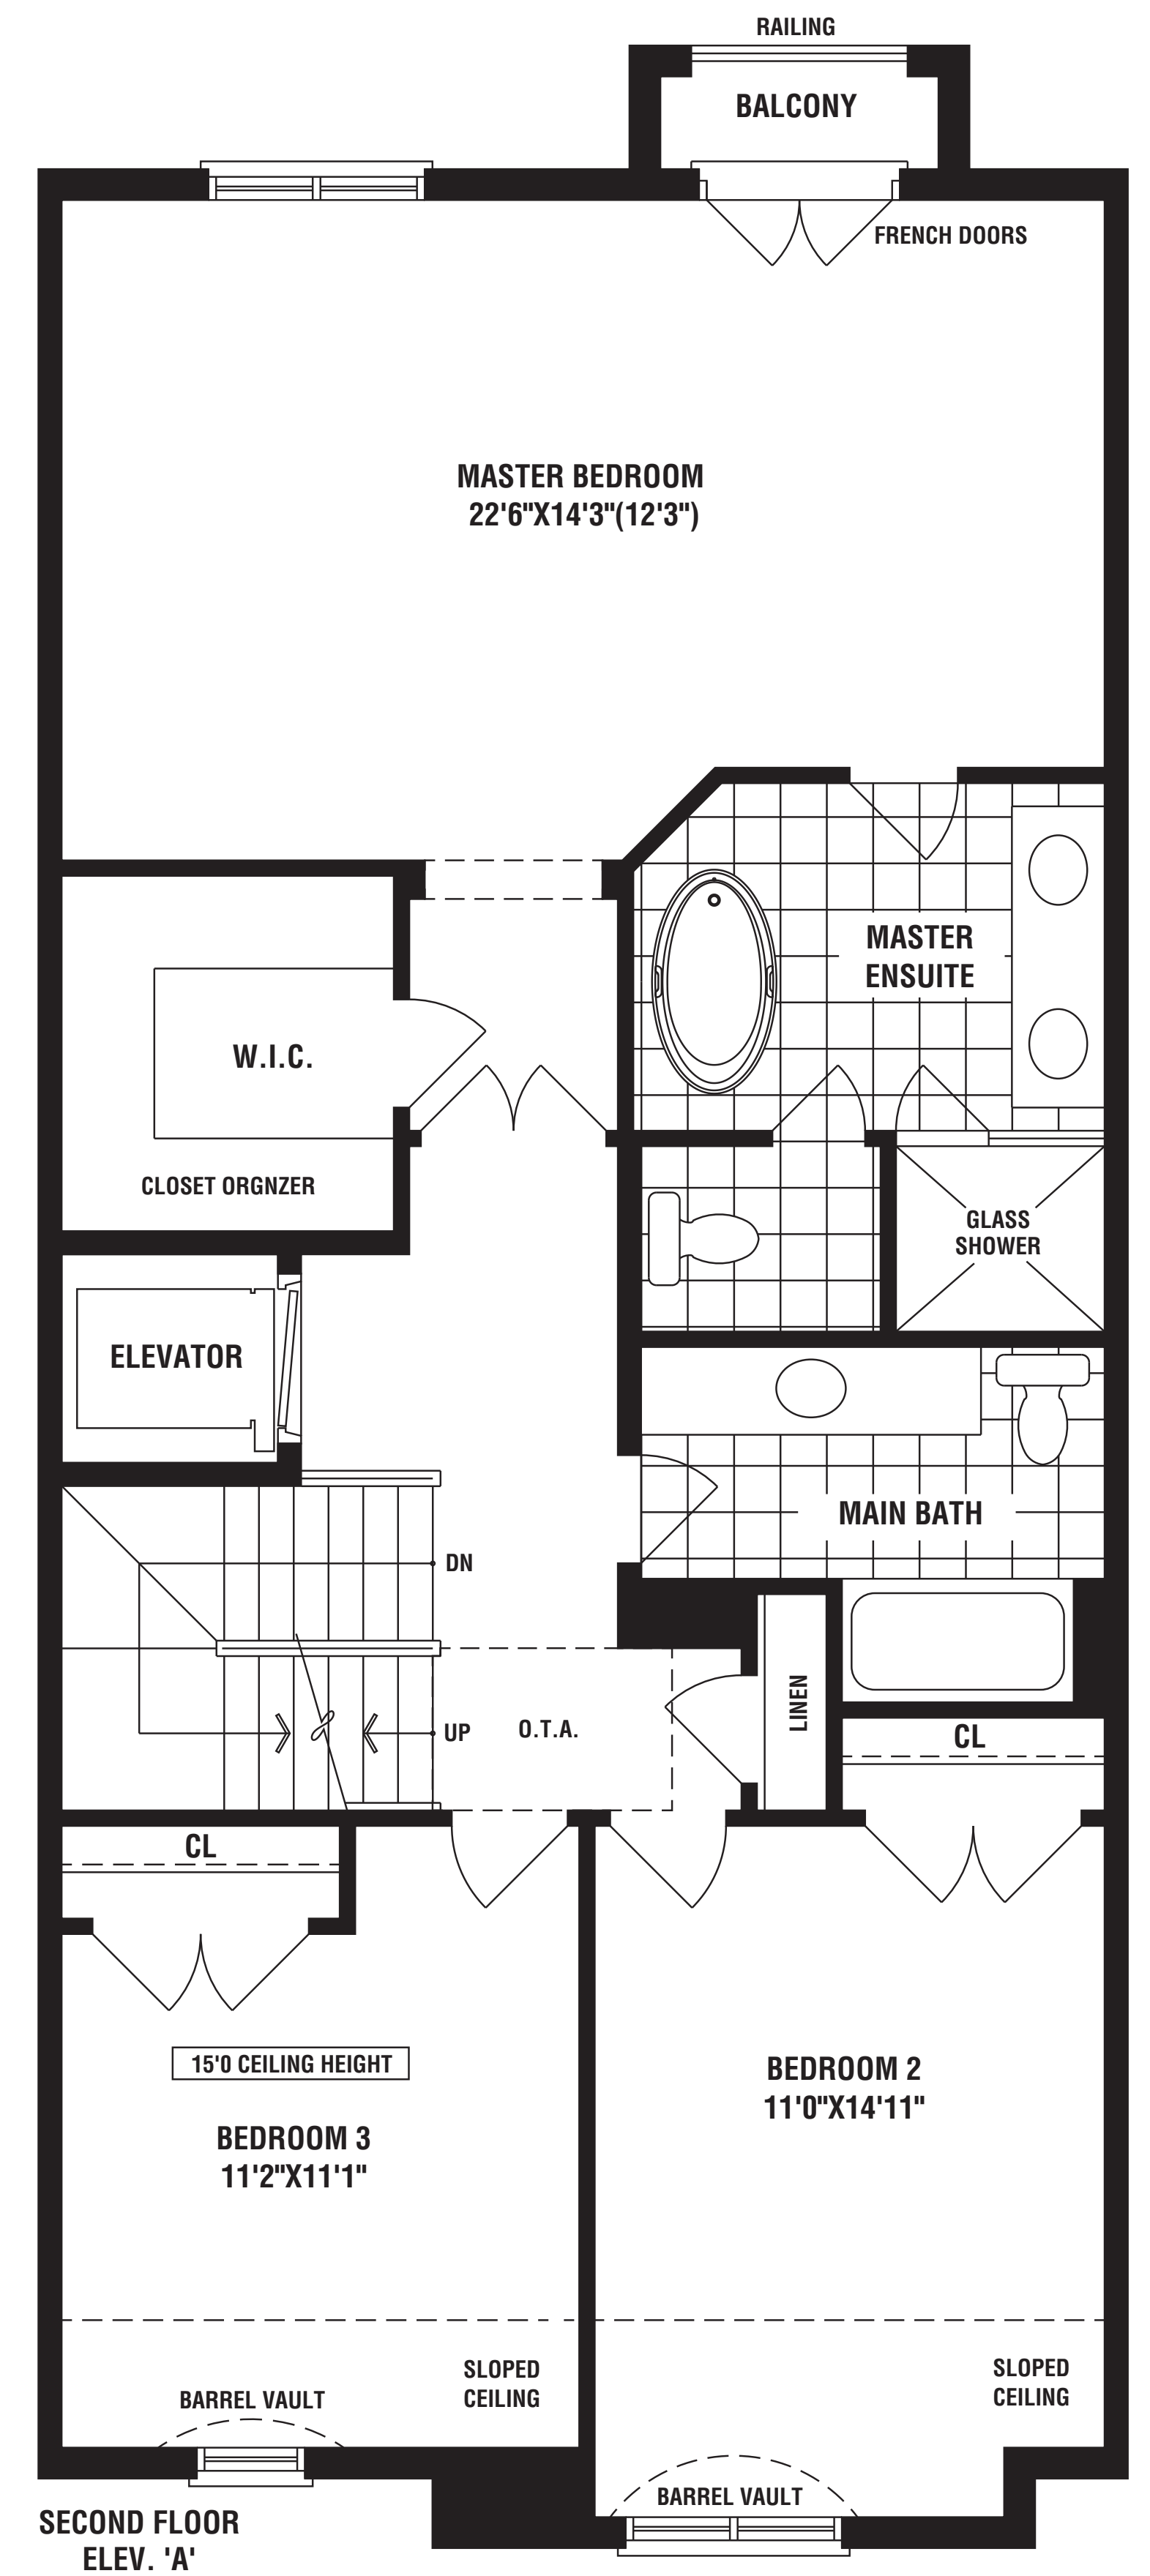 RAILING
BALCONY
FRENCH DOORS
MASTER BEDROOM
22'6"X14'3"(12'3")
MASTER
ENSUITE
W.I.C.
CLOSET ORGNZER
GLASS
SHOWER
ELEVATOR
MAIN BATH
DN
LINEN
UP
O.T.A.
CL
CL
15'0 CEILING HEIGHT
BEDROOM 2
11'0"X14'11"
BEDROOM 3
11'2"X11'1"
SLOPED
CEILING
SLOPED
CEILING
BARREL VAULT
BARREL VAULT
SECOND FLOOR
ELEV. 'A'